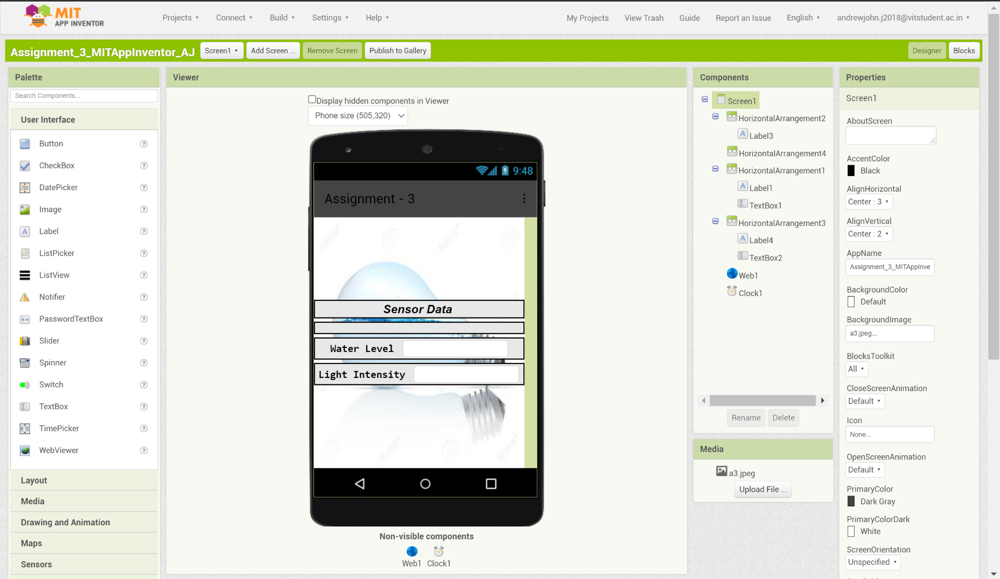 MIT
APP INVENTOR
Projects
Connect
Build
Settings
Help
My Projects
View Trash
Guide
Report an Issue
English
andrewjohn.j2018@vitstudent.ac.in
Assignment_3_MITAppInventor_AJ
Screen1
Add Screen ...
Remove Screen
Publish to Gallery
Designer
Blocks
Palette
Search Components...
User Interface
Button
CheckBox
DatePicker
Image
Label
ListPicker
ListView
Notifier
PasswordTextBox
Slider
Spinner
Switch
TextBox
TimePicker
WebViewer
Layout
Media
Drawing and Animation
Maps
Sensors
Viewer
Display hidden components in Viewer
Phone size (505,320)
9:48
Assignment - 3
Sensor Data
Water Level
Light Intensity
Non-visible components
Web1
Clock1
Components
Screen1
HorizontalArrangement2
Label3
HorizontalArrangement4
HorizontalArrangement1
Label1
TextBox1
HorizontalArrangement3
Label4
TextBox2
Web1
Clock1
Rename
Delete
Media
a3.jpeg
Upload File ...
Properties
Screen1
AboutScreen
AccentColor
Black
AlignHorizontal
Center : 3
AlignVertical
Center : 2
AppName
Assignment_3_MITAppInve
BackgroundColor
Default
BackgroundImage
a3.jpeg...
BlocksToolkit
All
CloseScreenAnimation
Default
Icon
None...
OpenScreenAnimation
Default
PrimaryColor
Dark Gray
PrimaryColorDark
White
ScreenOrientation
Unspecified